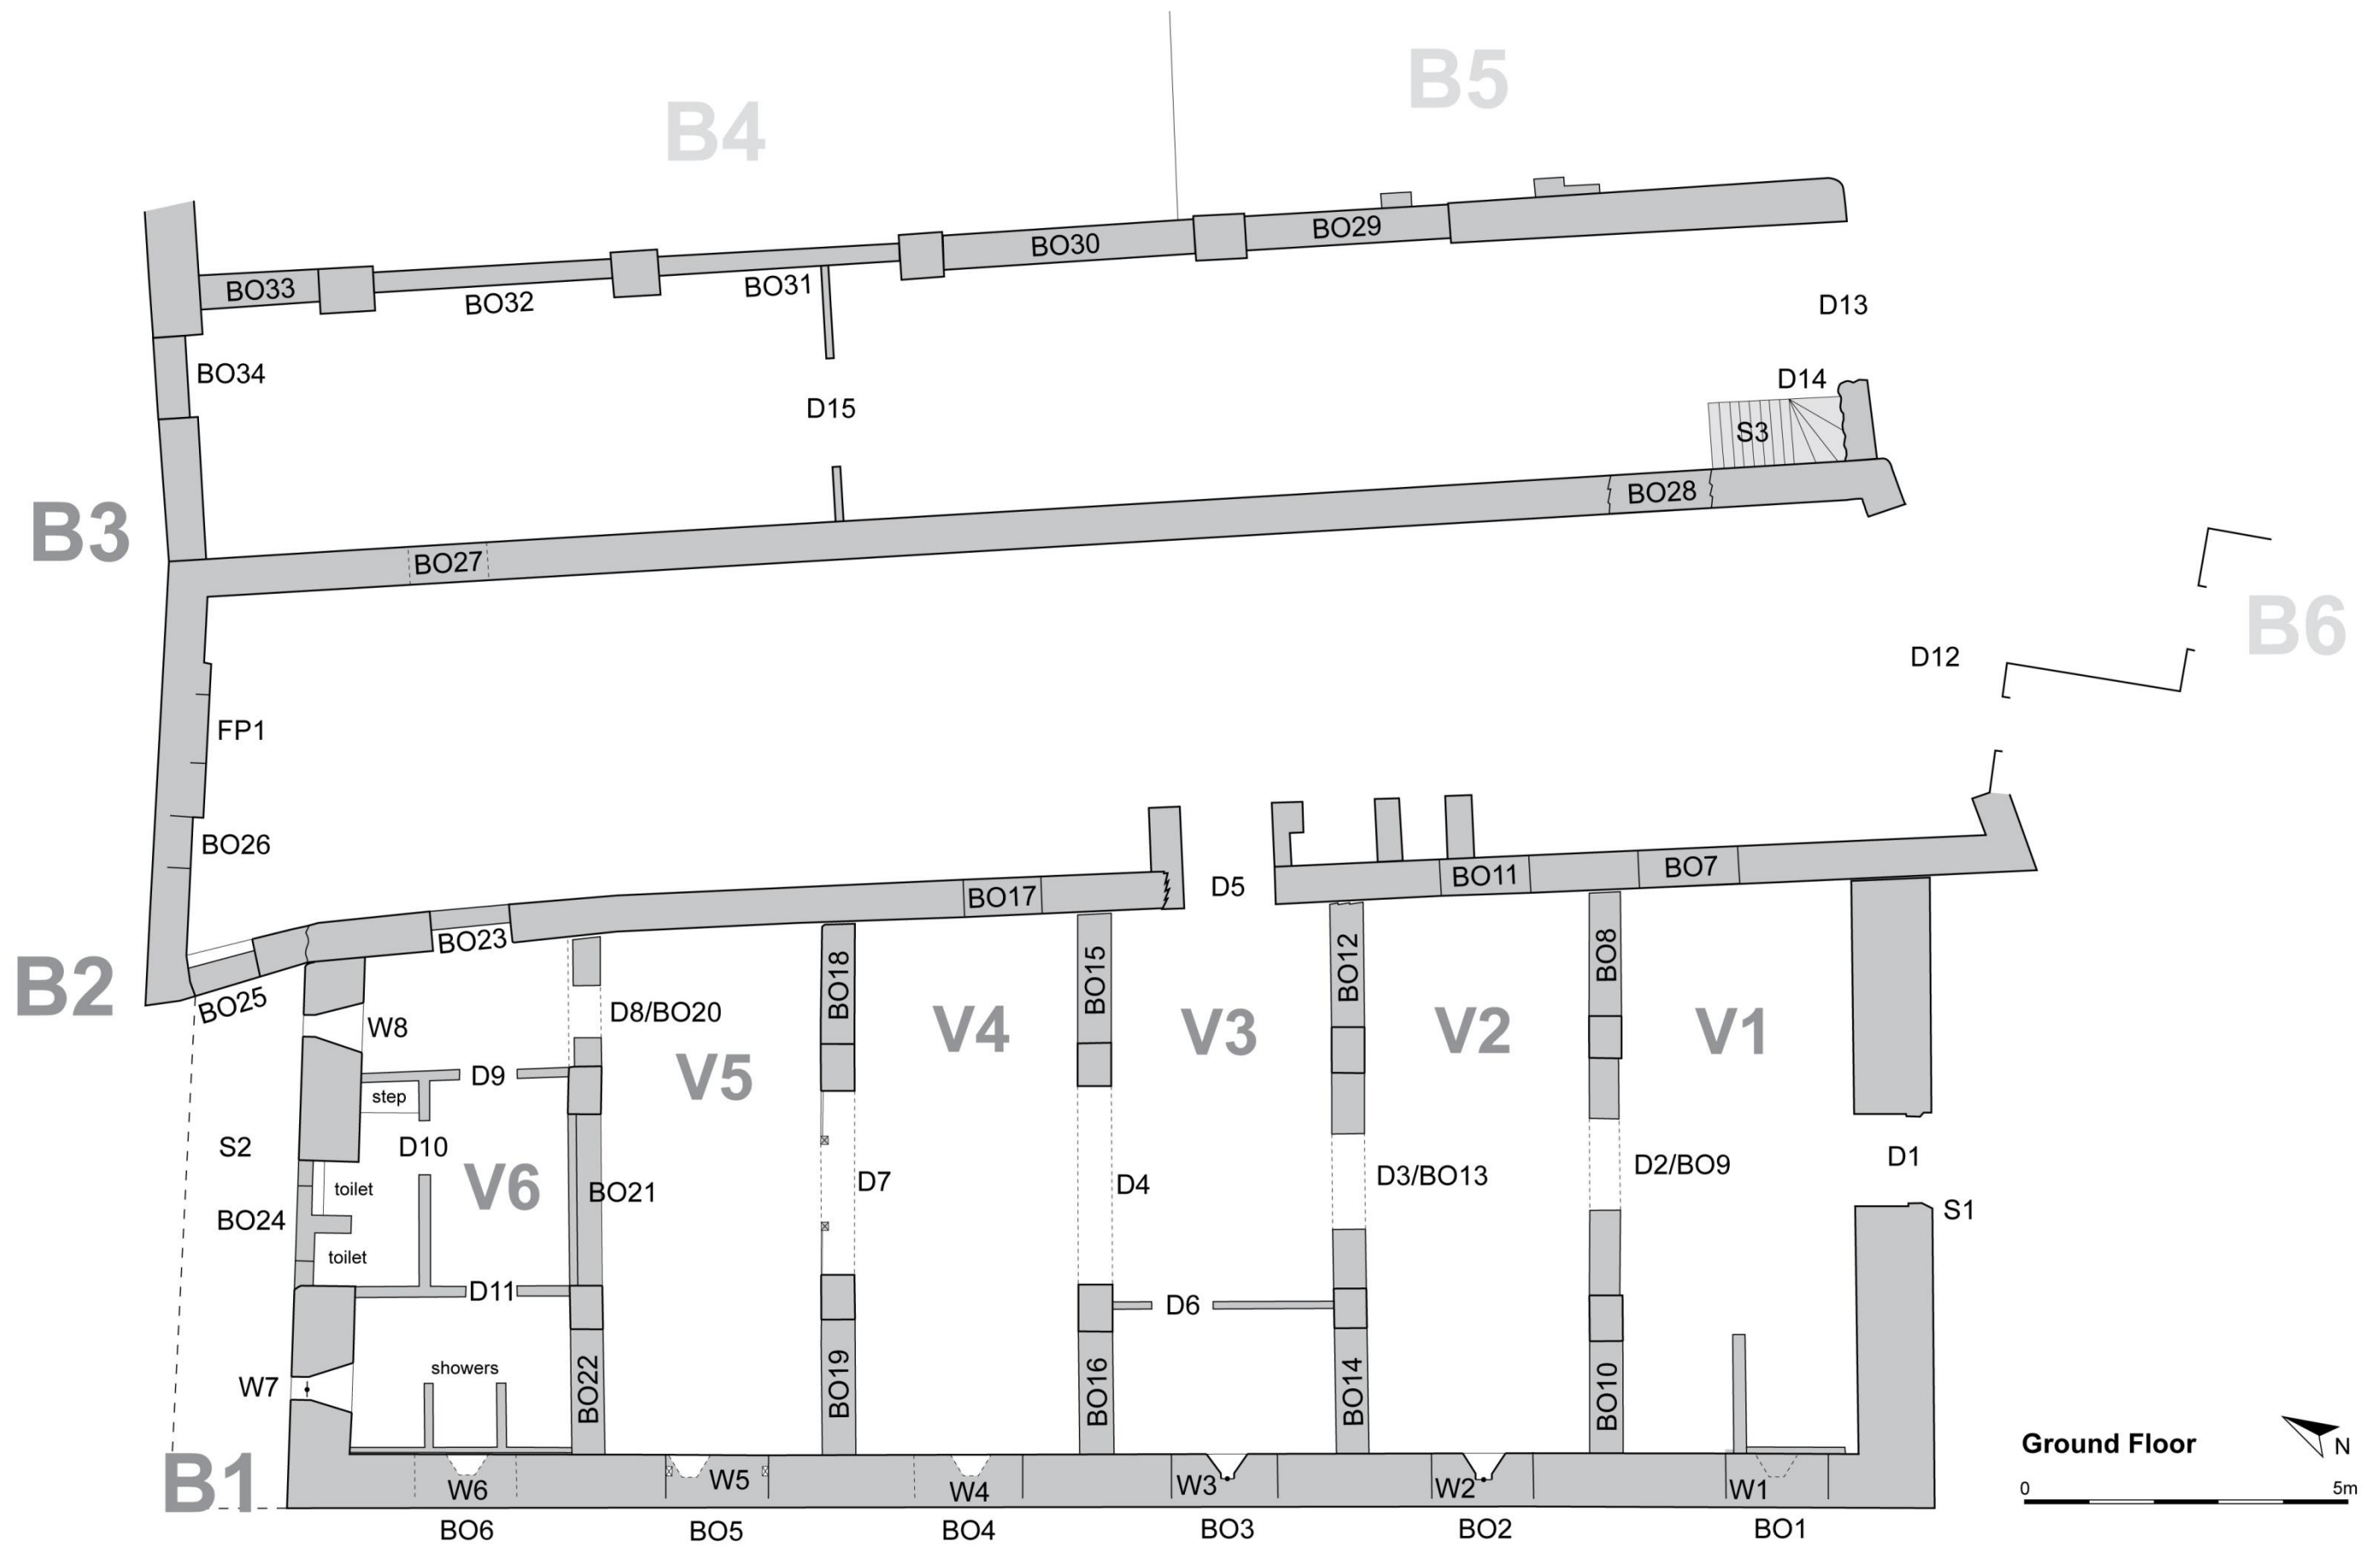 B5
B4
BO29
BO30
BO33
BO32
BO31
D13
BO34
D14
D15
S3
B3
BO28
BO27
B6
D12
FP1
BO26
BO11
BO7
D5
BO17
BO23
B2
BO25
BO18
BO15
BO12
BO8
W8
D8/BO20
V5
V4
V3
V2
V1
D9
step
S2
D10
D1
toilet
V6
BO21
D7
D4
D3/BO13
D2/BO9
S1
BO24
toilet
D11
D6
showers
W7
BO22
BO19
BO16
BO14
BO10
B1
W6
W5
W4
W3
W2
W1
Ground Floor
N
0
5m
BO6
BO5
BO4
BO3
BO2
BO1